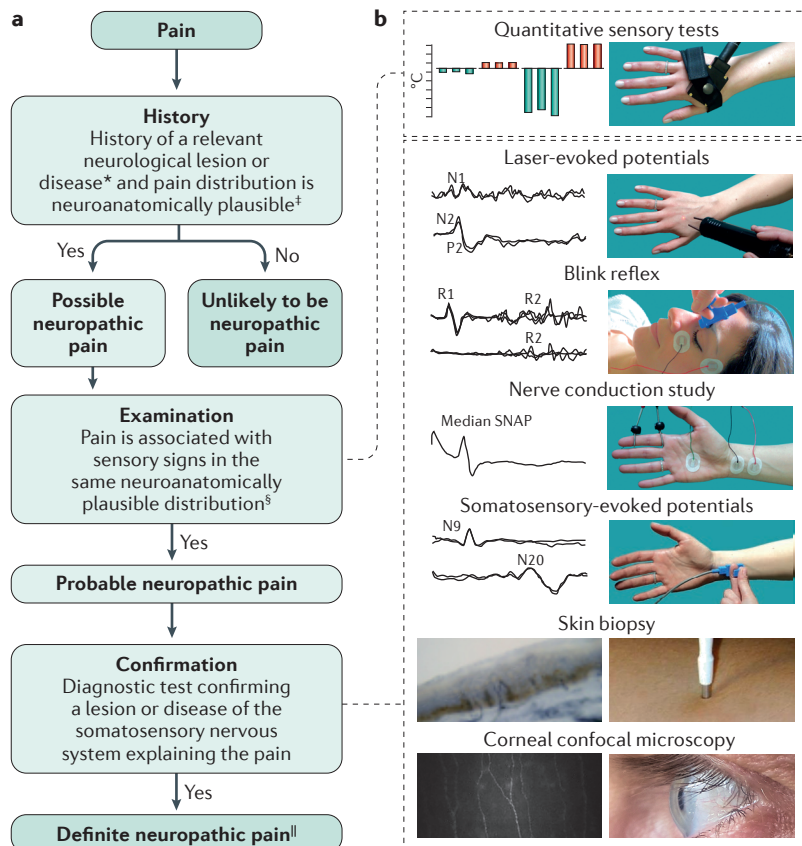 a
Pain
History
History of a relevant
neurological lesion or
disease* and pain distribution is
neuroanatomically plausible‡
Yes
No
Possible
neuropathic
pain
Unlikely to be
neuropathic
pain
Examination
Pain is associated with
sensory signs in the
same neuroanatomically
plausible distribution§
Yes
Probable neuropathic pain
Confirmation
Diagnostic test confirming
a lesion or disease of the
somatosensory nervous
system explaining the pain
Yes
Definite neuropathic pain||
b
Quantitative sensory tests
°C
Laser-evoked potentials
N1
N2
P2
Blink reflex
R1
R2
R2
Nerve conduction study
Median SNAP
Somatosensory-evoked potentials
N9
N20
Skin biopsy
Corneal confocal microscopy